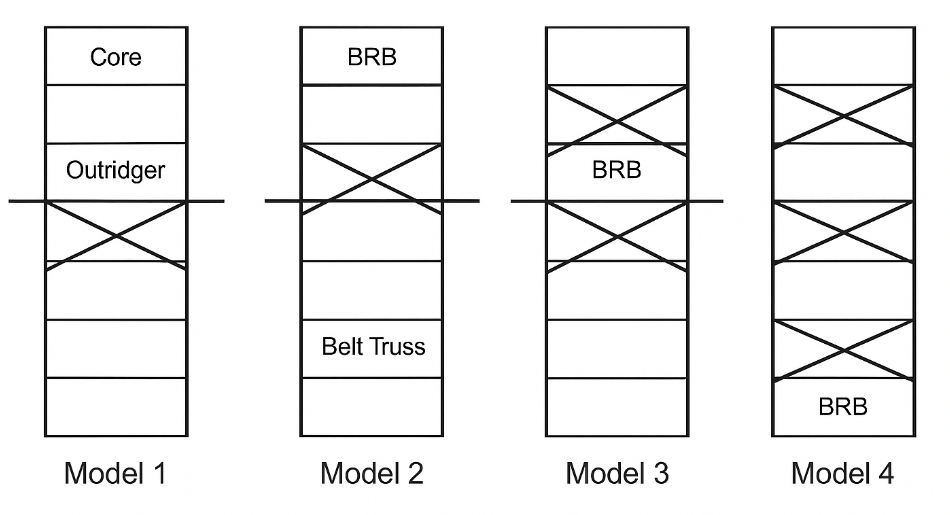 Core
BRB
Outridger
BRB
Belt Truss
BRB
Model 1
Model 2
Model 3
Model 4